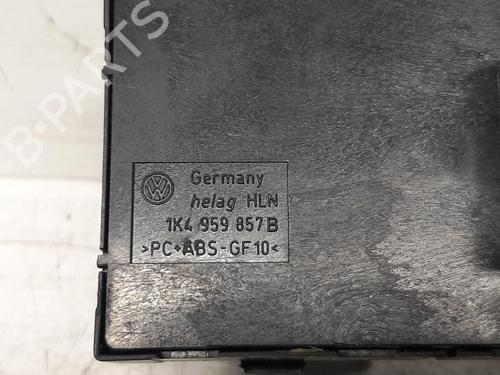 B-PARTS
Germany
helag HLN
1K4 959 857 B
>PC+ABS-GF10<